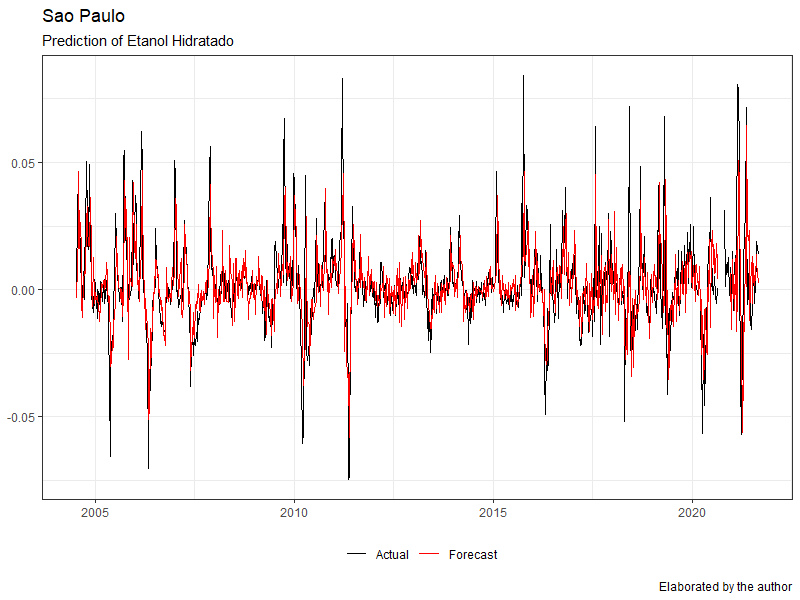 Sao Paulo
Prediction of Etanol Hidratado
0.05
0.00
-0.05
2005 2010 2015 2020
Actual Forecast
Elaborated by the author